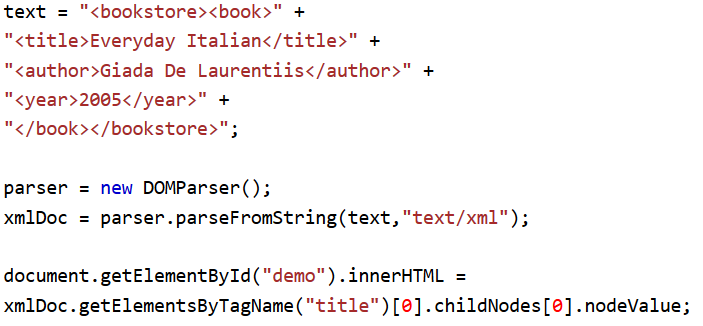 text = "<bookstore><book>" +
"<title>Everyday Italian</title>" +
"<author>Giada De Laurentiis</author>" +
"<year>2005</year>" +
"</book></bookstore>";
parser = new DOMParser();
xmlDoc = parser.parseFromString(text,"text/xml");
document.getElementById("demo").innerHTML =
xmlDoc.getElementsByTagName("title")[0].childNodes[0].nodeValue;